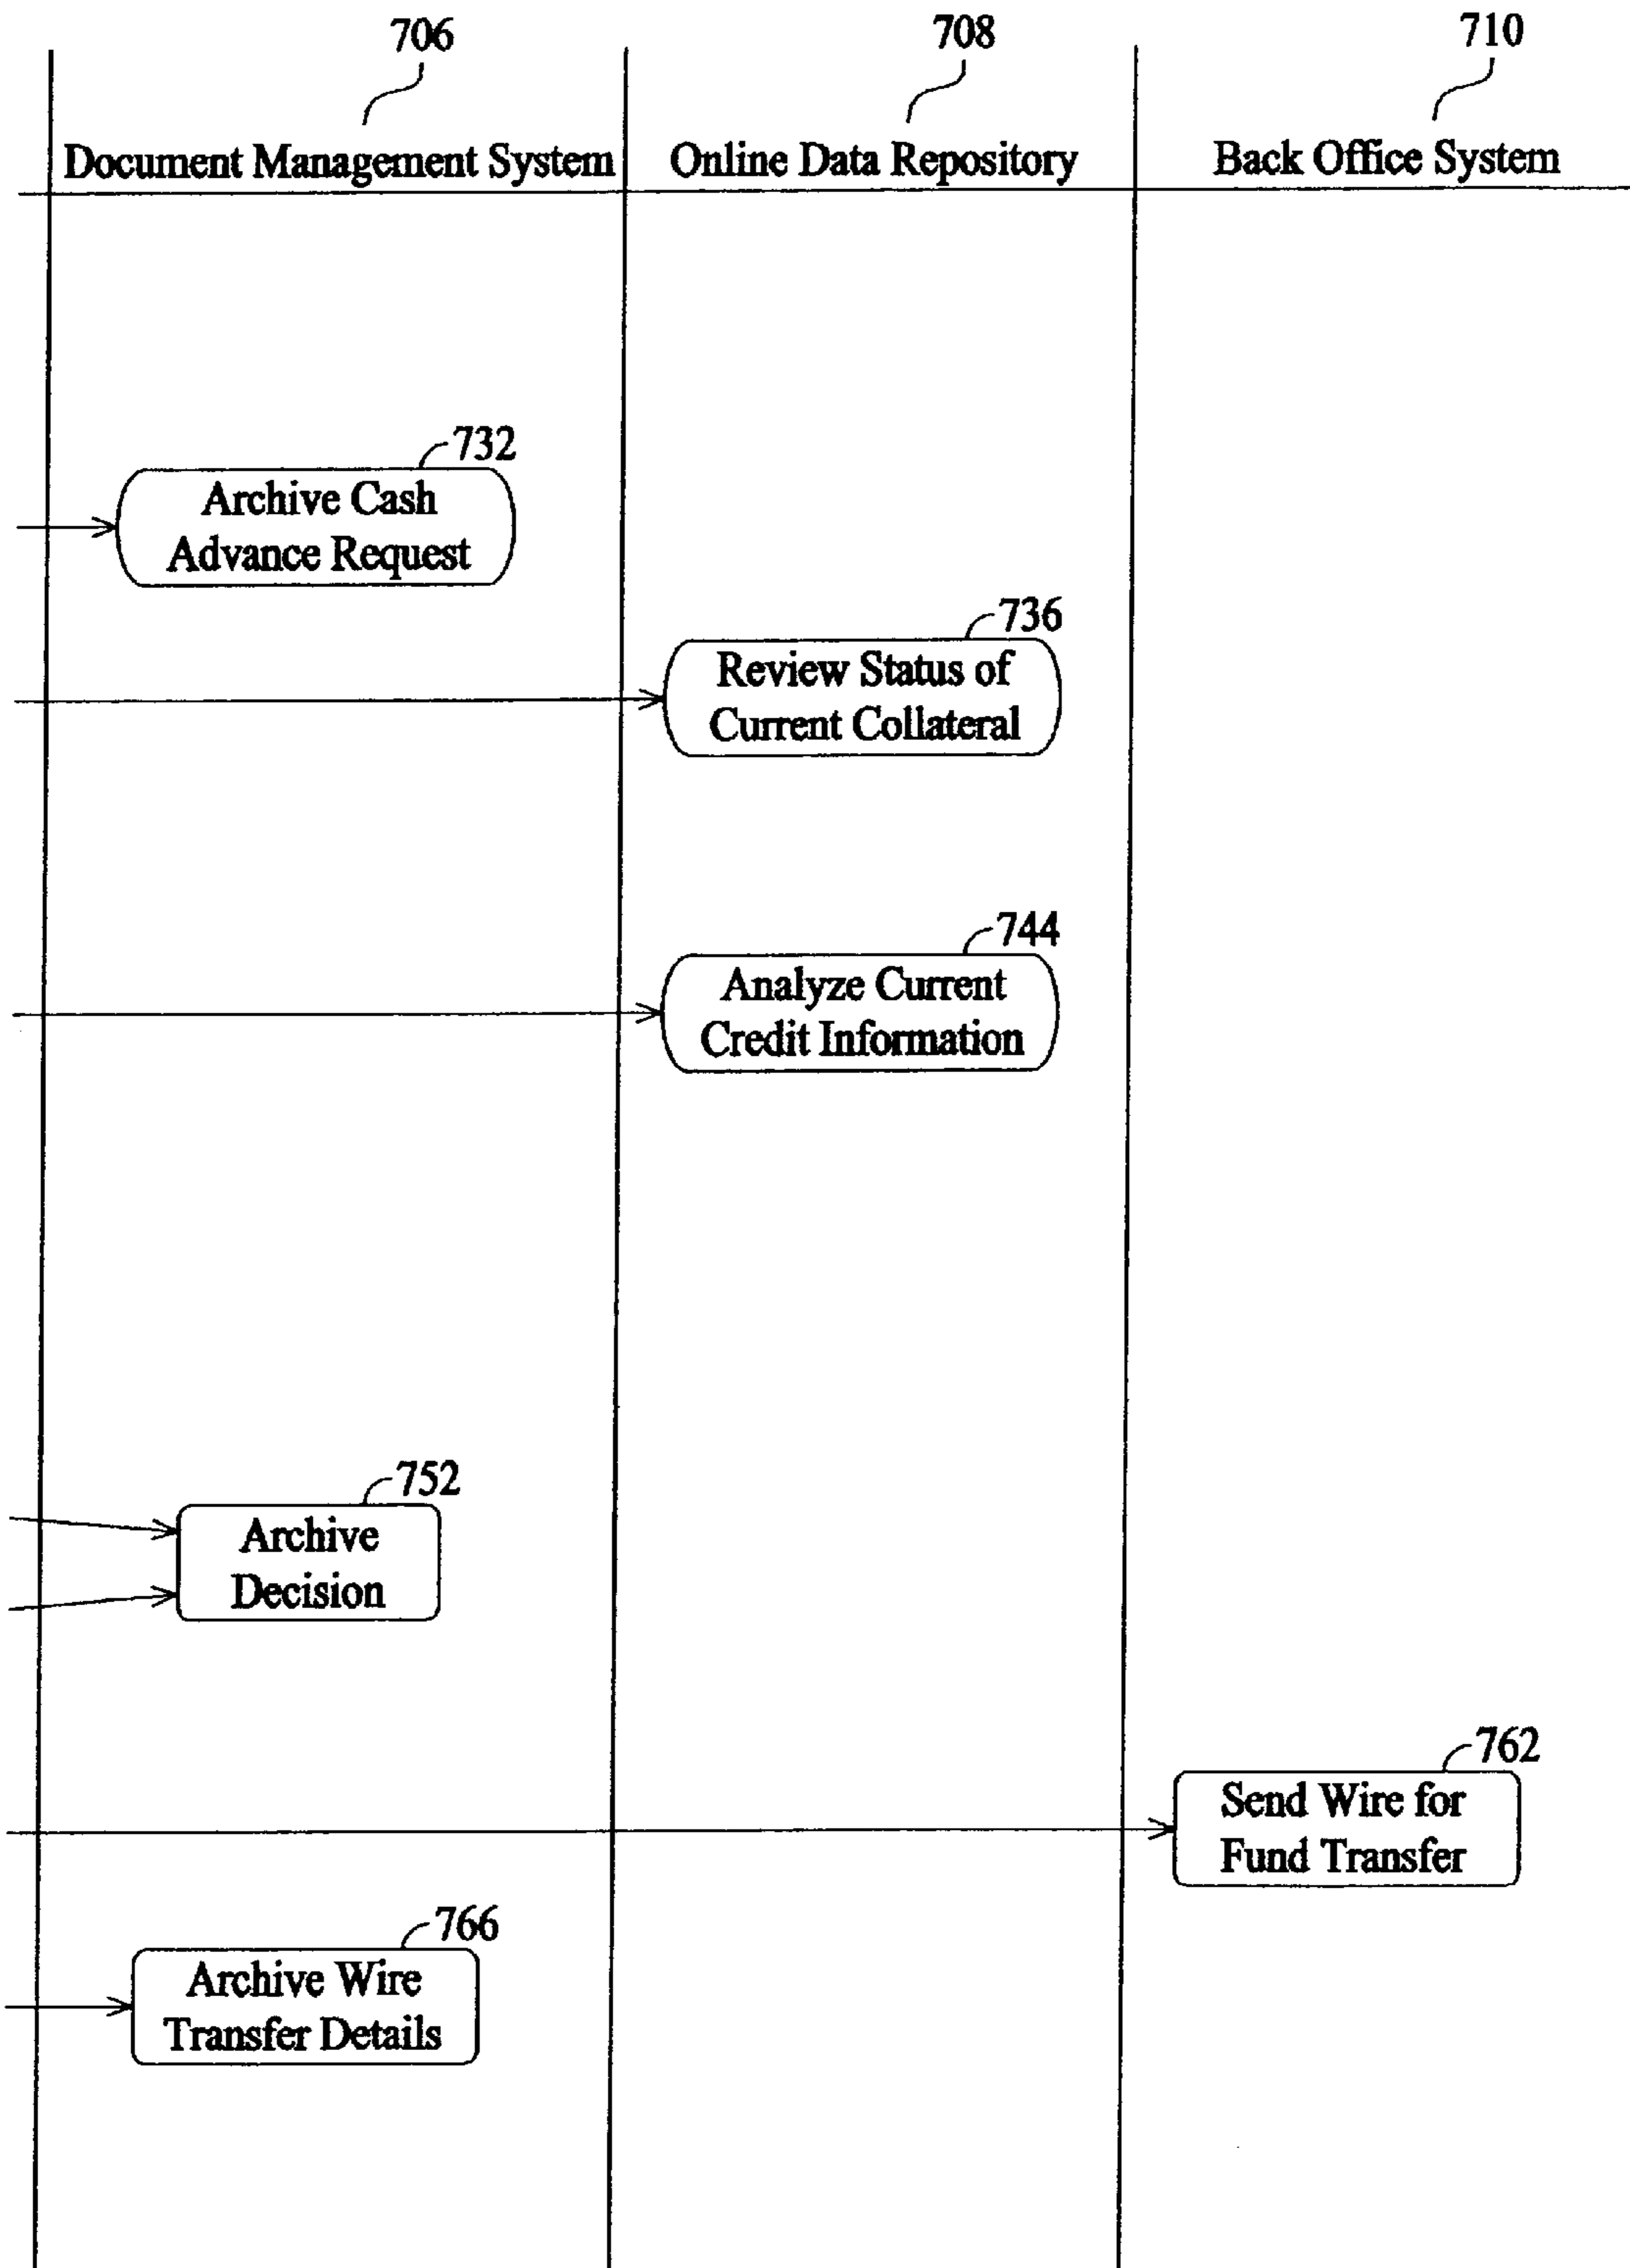 706
708
710
Document Management System
Online Data Repository
Back Office System
732
Archive Cash
Advance Request
736
Review Status of
Current Collateral
744
Analyze Current
Credit Information
752
Archive
Decision
762
Send Wire for
Fund Transfer
766
Archive Wire
Transfer Details